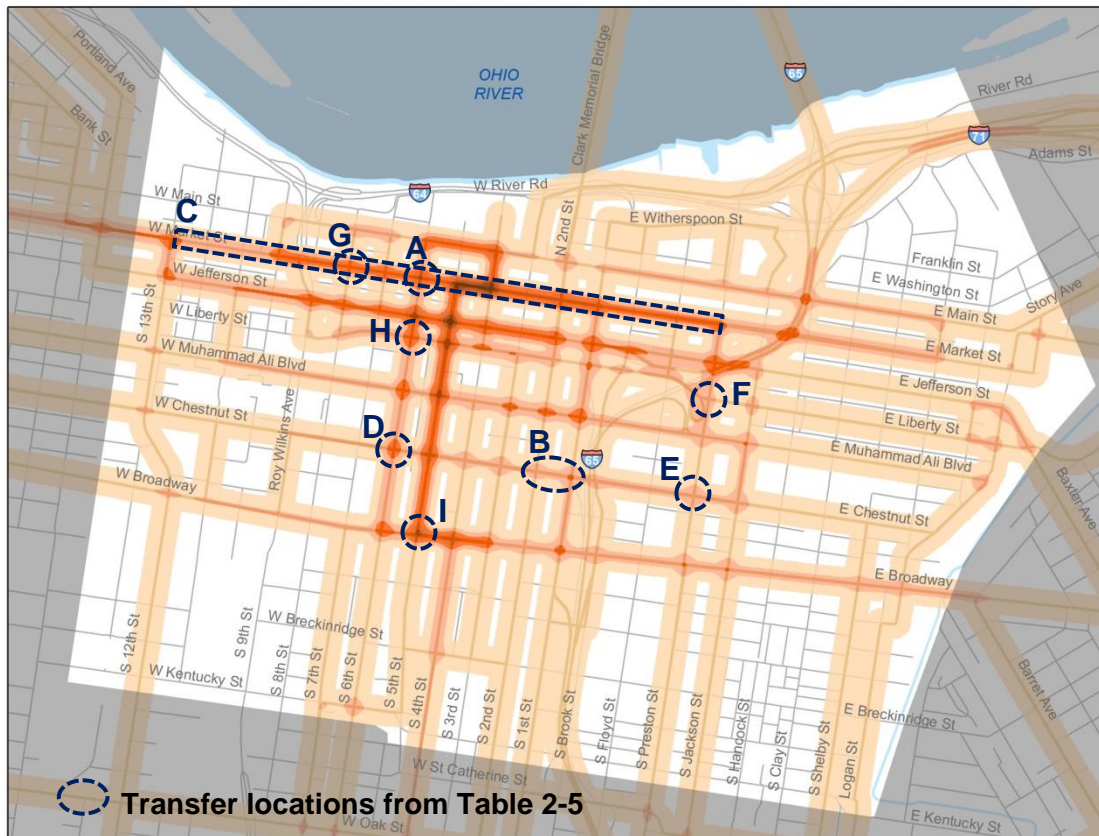 Portland Ave
Bank St
OHIO
RIVER
Clark Memorial Bridge
65
River Rd
71
Adams St
64
W River Rd
W Main St
C
W Market St
G
A
N 2nd St
E Witherspoon St
Franklin St
E Washington St
Story Ave
W Jefferson St
S 13th St
W Liberty St
H
E Main St
E Market St
W Muhammad Ali Blvd
E Jefferson St
F
E Liberty St
W Chestnut St
Roy Wilkins Ave
D
B
65
E
E Muhammad Ali Blvd
Baxter Ave
W Broadway
I
E Chestnut St
E Broadway
W Breckinridge St
S 12th St
S 9th St
S 8th St
S 7th St
S 6th St
S 5th St
S 4th St
S 3rd St
S 2nd St
S 1st St
S Brook St
S Floyd St
S Preston St
S Jackson St
S Hancock St
S Clay St
S Shelby St
Logan St
Barret Ave
W Kentucky St
E Breckinridge St
W St Catherine St
Transfer locations from Table 2-5
W Oak St
E Kentucky St